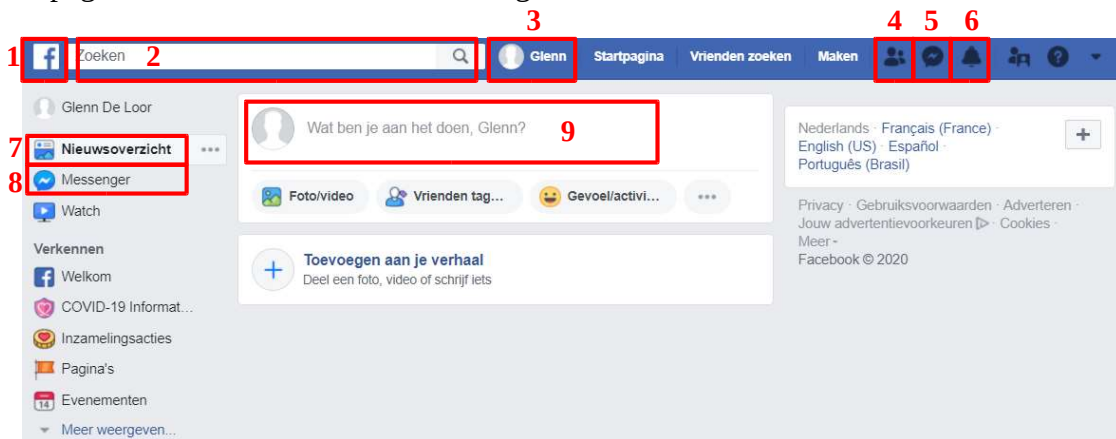 3 4 5 6
1 f Zoeken 2 Glenn Startpagina Vrienden zoeken Maken
Glenn De Loor
7 Nieuwsoverzicht
8 Messenger
Watch
Verkennen
Welkom
COVID-19 Informat...
Inzamelingsacties
Pagina's
14 Evenementen
Meer weergeven...
Wat ben je aan het doen, Glenn? 9
Foto/video Vrienden tag... Gevoel/activi...
Toevoegen aan je verhaal
Deel een foto, video of schrijf iets
Nederlands · Français (France) ·
English (US) · Español ·
Português (Brasil)
Privacy · Gebruiksvoorwaarden · Adverteren ·
Jouw advertentievoorkeuren · Cookies ·
Meer
Facebook © 2020